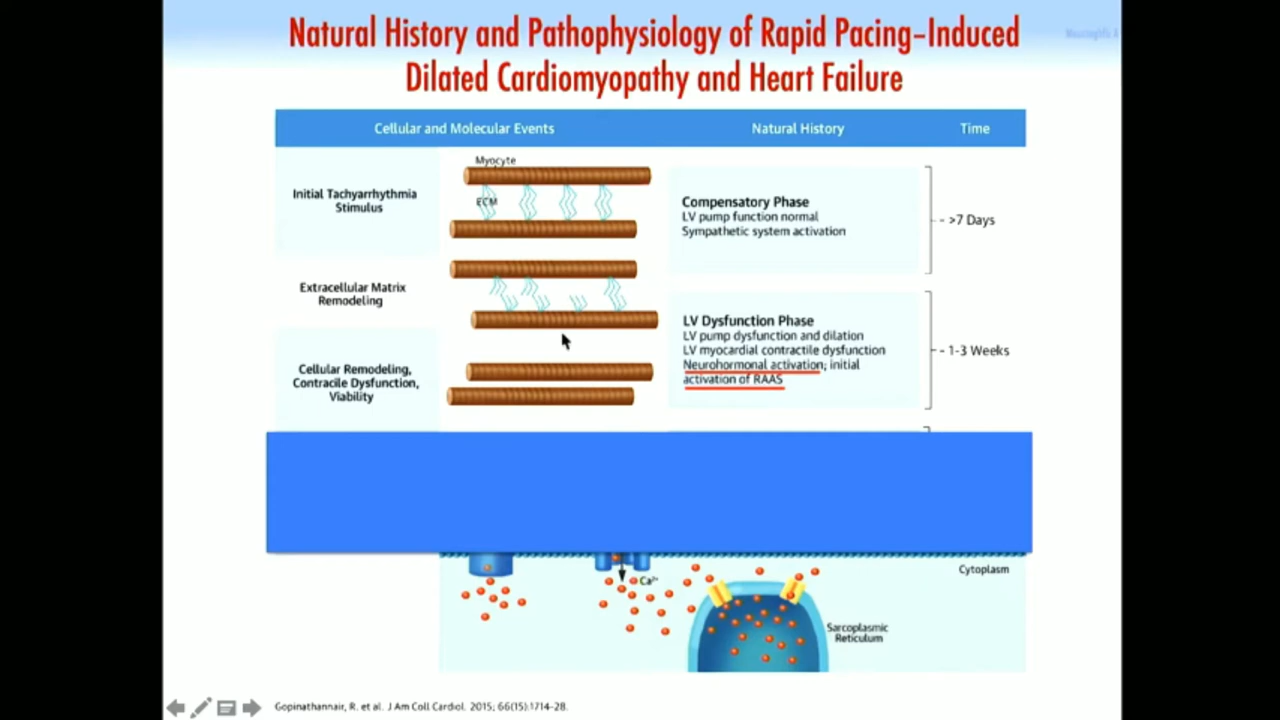 Natural History and Pathophysiology of Rapid Pacing–Induced
Dilated Cardiomyopathy and Heart Failure
Cellular and Molecular Events
Natural History
Time
Initial Tachyarrhythmia
Stimulus
Myocyte
ECM
Compensatory Phase
LV pump function normal
Sympathetic system activation
>7 Days
Extracellular Matrix
Remodeling
LV Dysfunction Phase
LV pump dysfunction and dilation
LV myocardial contractile dysfunction
Neurohormonal activation; initial
activation of RAAS
1-3 Weeks
Cellular Remodeling,
Contracile Dysfunction,
Viability
Cytoplasm
Ca²⁺
Sarcoplasmic
Reticulum
Gopinathannair, R. et al. J Am Coll Cardiol. 2015; 66(15):1714-28.